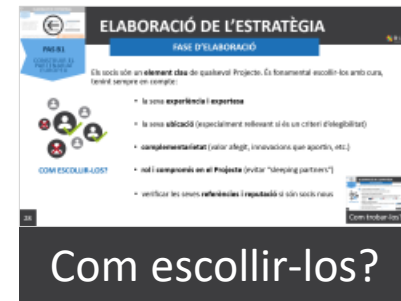 ELABORACIÓ DE L'ESTRATÈGIA
PAS B1
FASE D'ELABORACIÓ
Els socis són un element clau de qualsevol Projecte. És fonamental escollir-los amb cura,
tenint sempre en compte:
• la seva experiència i expertesa
• la seva ubicació (especialment rellevant si és un criteri d'elegibilitat)
• complementarietat (valor afegit, innovacions que aportin, etc.)
COM ESCOLLIR-LOS?
• rol i compromís en el Projecte (evitar "sleeping partners")
• verificar les seves referències i reputació si són socis nous
28
Com trobar-los?
Com escollir-los?